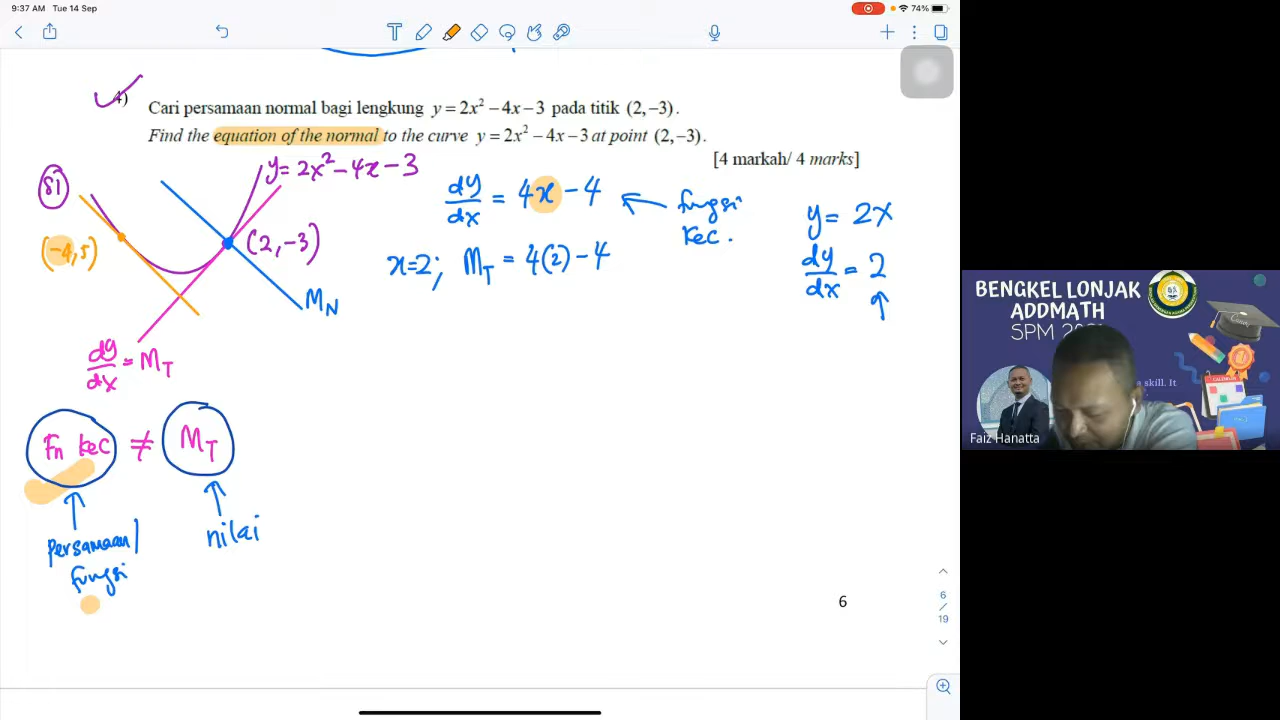 9:37 AM Tue 14 Sep
74%
4)
Cari persamaan normal bagi lengkung y = 2x² − 4x − 3 pada titik (2, −3).
Find the equation of the normal to the curve y = 2x² − 4x − 3 at point (2, −3).
[4 markah/ 4 marks]
S1
y = 2x² − 4x − 3
(-4, 5)
(2, −3)
M_N
dy/dx = M_T
dy/dx = 4x − 4
fungsi kec.
x=2; M_T = 4(2) − 4
y = 2x
dy/dx = 2
Fn kec ≠ M_T
persamaan/
fungsi
nilai
6
6
/
19
BENGKEL LONJAK
ADDMATH
SPM
a skill. It
CALENDAR
Faiz Hanatta